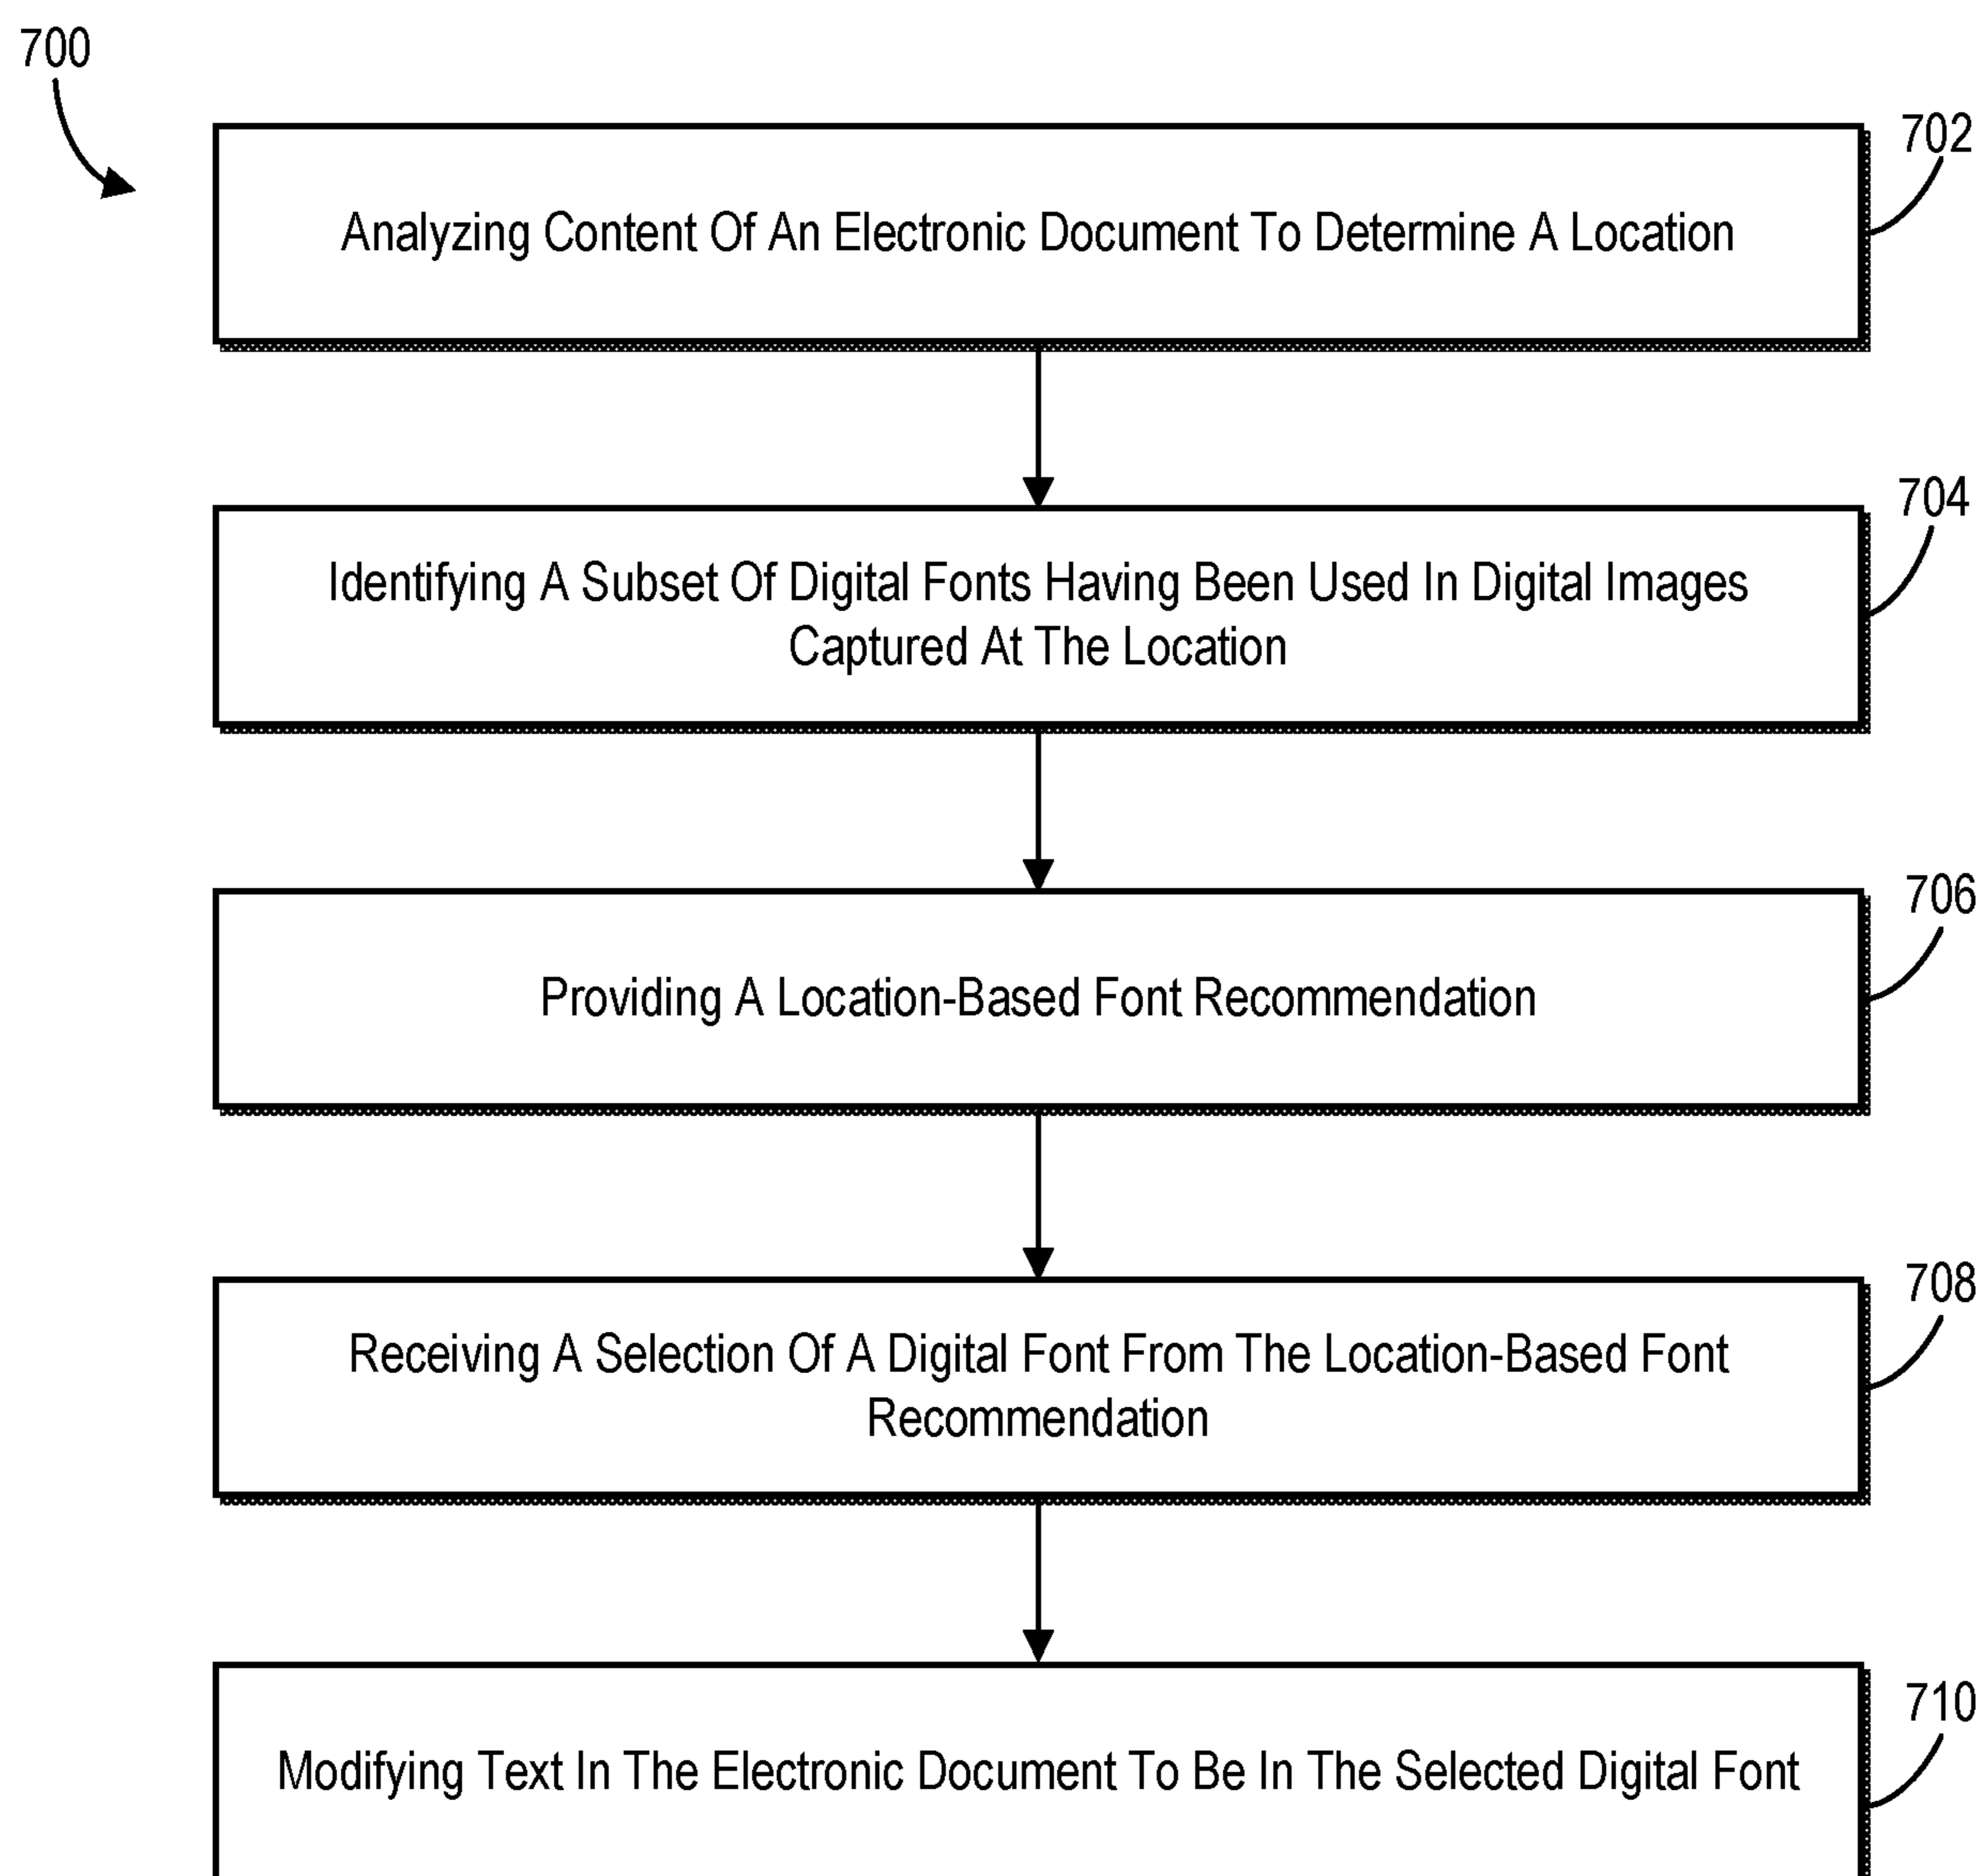 700
702
Analyzing Content Of An Electronic Document To Determine A Location
704
Identifying A Subset Of Digital Fonts Having Been Used In Digital Images
Captured At The Location
706
Providing A Location-Based Font Recommendation
708
Receiving A Selection Of A Digital Font From The Location-Based Font
Recommendation
710
Modifying Text In The Electronic Document To Be In The Selected Digital Font